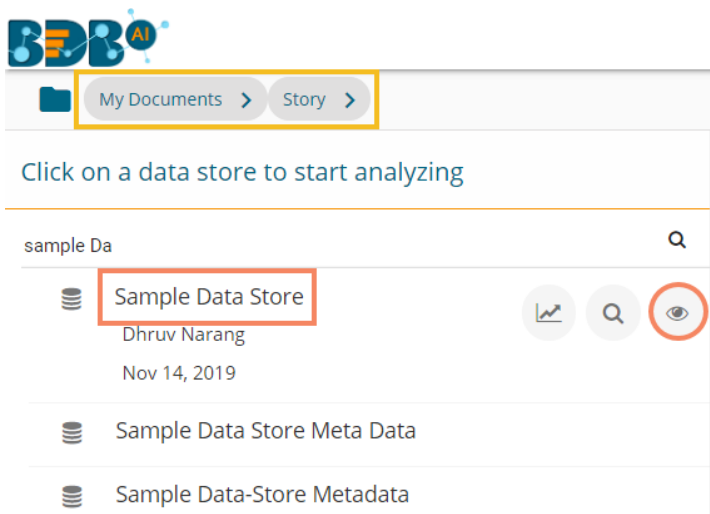 BDB AI
My Documents > Story >
Click on a data store to start analyzing
sample Da
Sample Data Store
Dhruv Narang
Nov 14, 2019
Sample Data Store Meta Data
Sample Data-Store Metadata